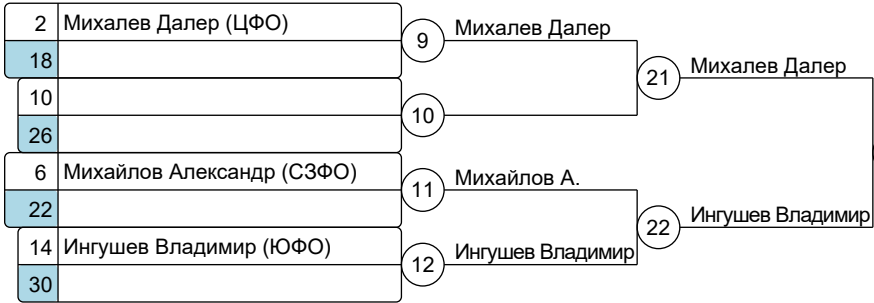 2 Михалев Далер (ЦФО)
18
9 Михалев Далер
10
26
10
21 Михалев Далер
6 Михайлов Александр (СЗФО)
22
11 Михайлов А.
14 Ингушев Владимир (ЮФО)
30
12 Ингушев Владимир
22 Ингушев Владимир